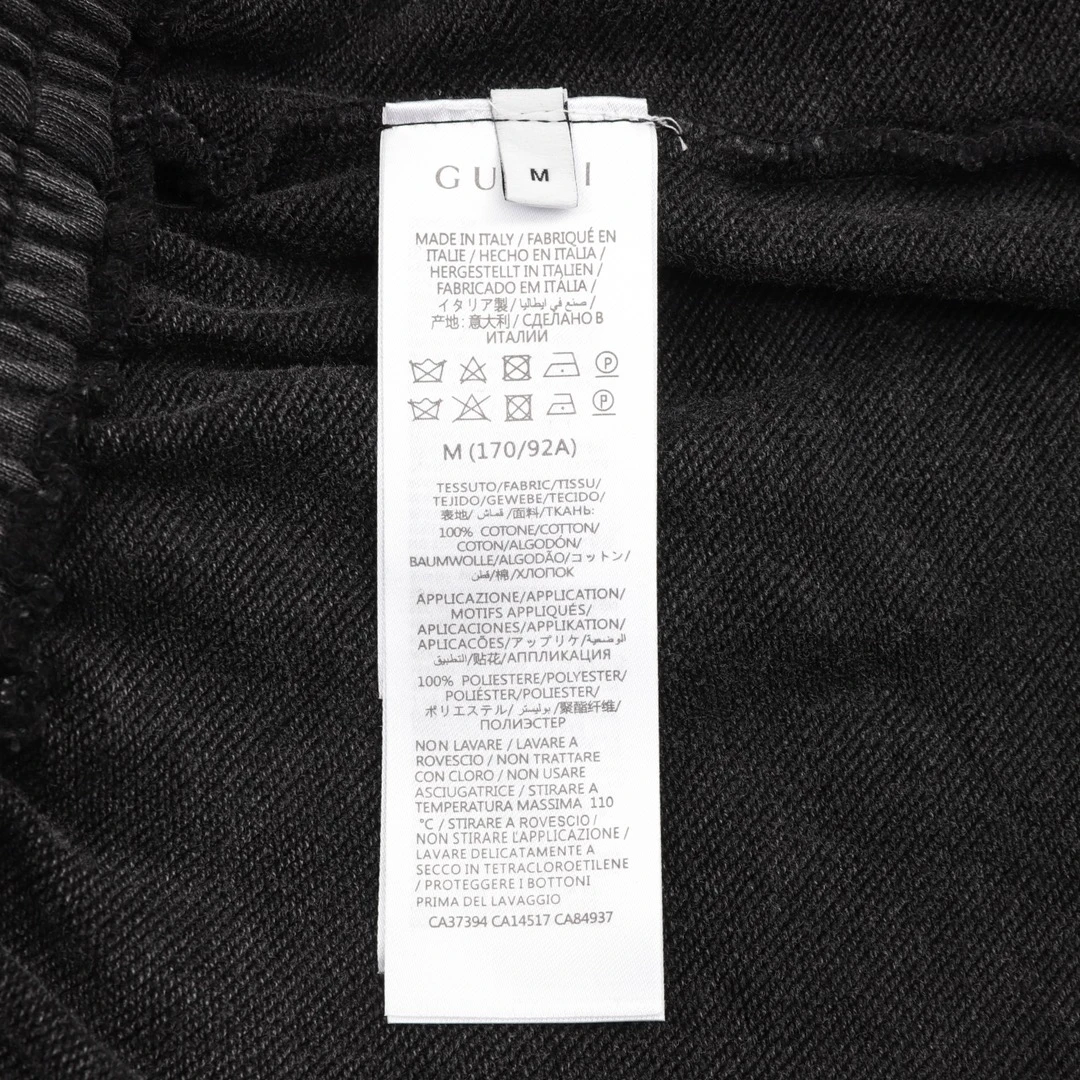 GU I
M
MADE IN ITALY / FABRIQUÉ EN
ITALIE / HECHO EN ITALIA /
HERGESTELLT IN ITALIEN /
FABRICADO EM ITÁLIA /
イタリア製 / صنع في ايطاليا /
产地: 意大利 / СДЕЛАНО В
ИТАЛИИ
P
P
M (170/92A)
TESSUTO/FABRIC/TISSU/
TEJIDO/GEWEBE/TECIDO/
表地/ قماش /面料/ТКАНЬ:
100% COTONE/COTTON/
COTON/ALGODÓN/
BAUMWOLLE/ALGODÃO/コットン/
قطن/棉/ХЛОПОК
APPLICAZIONE/APPLICATION/
MOTIFS APPLIQUÉS/
APLICACIONES/APPLIKATION/
APLICACÕES/アップリケ/الوضعية
التطبيق/贴花/АППЛИКАЦИЯ
100% POLIESTERE/POLYESTER/
POLIÉSTER/POLIESTER/
ポリエステル/ بوليستر /聚酯纤维/
ПОЛИЭСТЕР
NON LAVARE / LAVARE A
ROVESCIO / NON TRATTARE
CON CLORO / NON USARE
ASCIUGATRICE / STIRARE A
TEMPERATURA MASSIMA 110
°C / STIRARE A ROVESCIO /
NON STIRARE L'APPLICAZIONE /
LAVARE DELICATAMENTE A
SECCO IN TETRACLOROETILENE
/ PROTEGGERE I BOTTONI
PRIMA DEL LAVAGGIO
CA37394 CA14517 CA84937